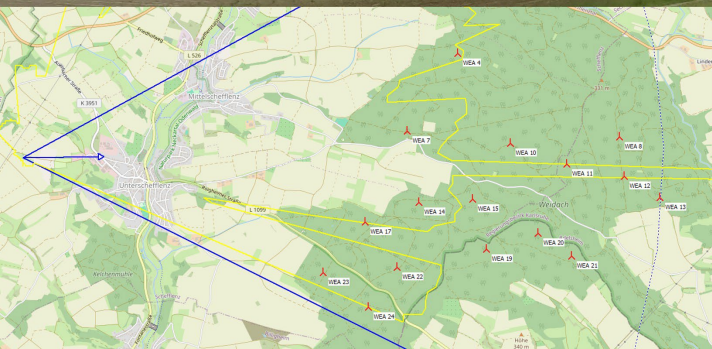 Friedhofweg
L 526
WEA 4
Mittelschefflenz
K 3951
WEA 7
WEA 10
WEA 8
WEA 11
WEA 12
Unterschefflenz
L 1099
WEA 14
WEA 15
Weidach
WEA 13
WEA 17
WEA 20
WEA 19
WEA 21
WEA 22
WEA 23
WEA 24
Schefflenz
Höhe
340 m